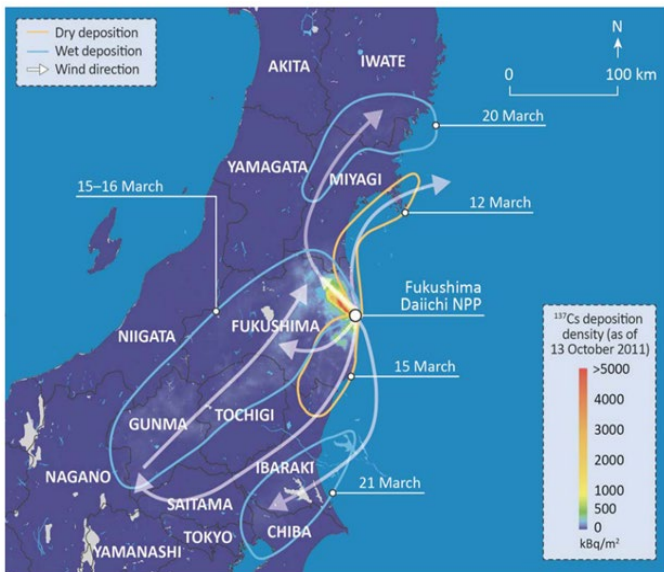 Dry deposition
Wet deposition
Wind direction
N
0 100 km
AKITA
IWATE
20 March
YAMAGATA
MIYAGI
15–16 March
12 March
Fukushima
Daiichi NPP
NIIGATA
FUKUSHIMA
15 March
GUNMA
TOCHIGI
NAGANO
IBARAKI
SAITAMA
21 March
TOKYO
CHIBA
YAMANASHI
¹³⁷Cs deposition
density (as of
13 October 2011)
>5000
4000
3000
2000
1000
500
0
kBq/m²